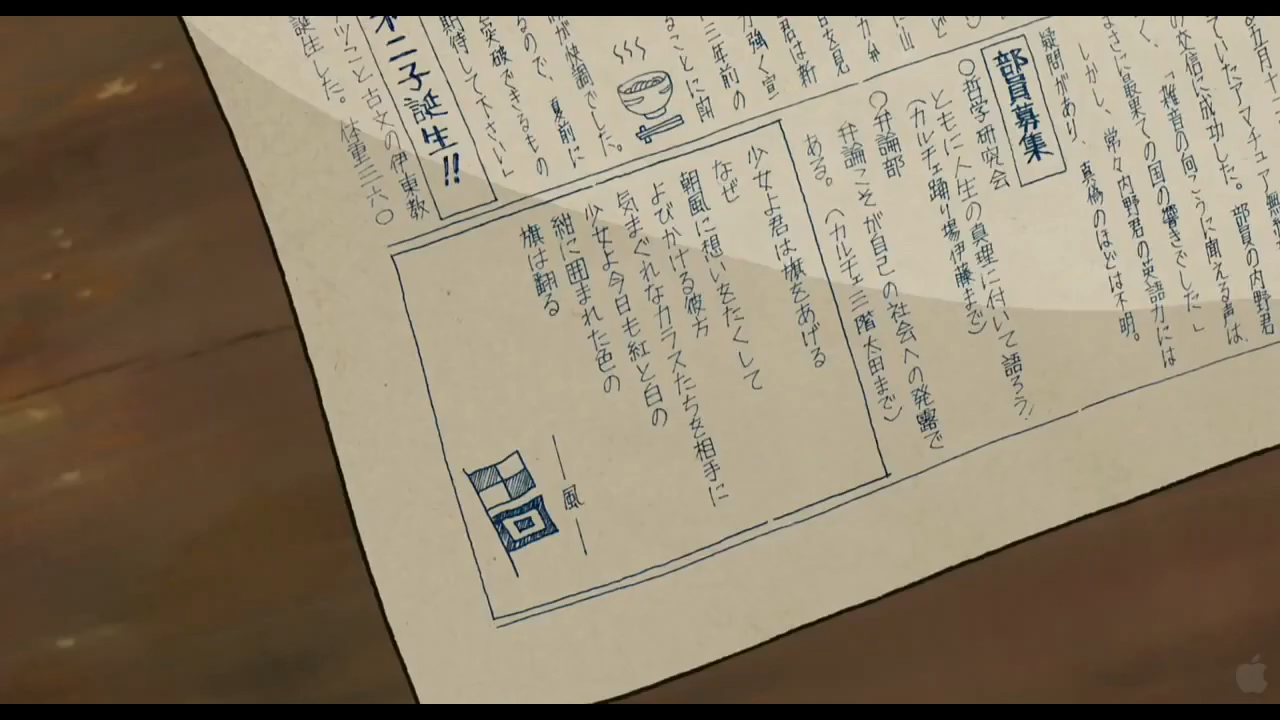 五月十
ていたアマチュア無線
の交信に成功した。部員の内野君
「雑音の向こうに聞える声は、
まさに最果ての国の響きでした」
しかし、常々内野君の英語力には
疑問があり、真偽のほどは不明。
部員募集
〇哲学研究会
ともに人生の真理に付いて語ろう!
(カルチェ踊り場伊藤まで)
〇弁論部
弁論こそが自己の社会への発露で
ある。(カルチェ三階太田まで)
日を見
君は新
力強く宣
三年前の
ることに雨
が快調でした。
るので、夏前に
突破できるもの
期待して下さい」
不二子誕生!!
ツこと古文の伊東教
誕生した。体重三六〇
少女よ君は旗をあげる
なぜ
朝風に想いをたくして
よびかける彼方
気まぐれなカラスたちを相手に
少女よ今日も紅と白の
紺に囲まれた色の
旗は翻る
―風―